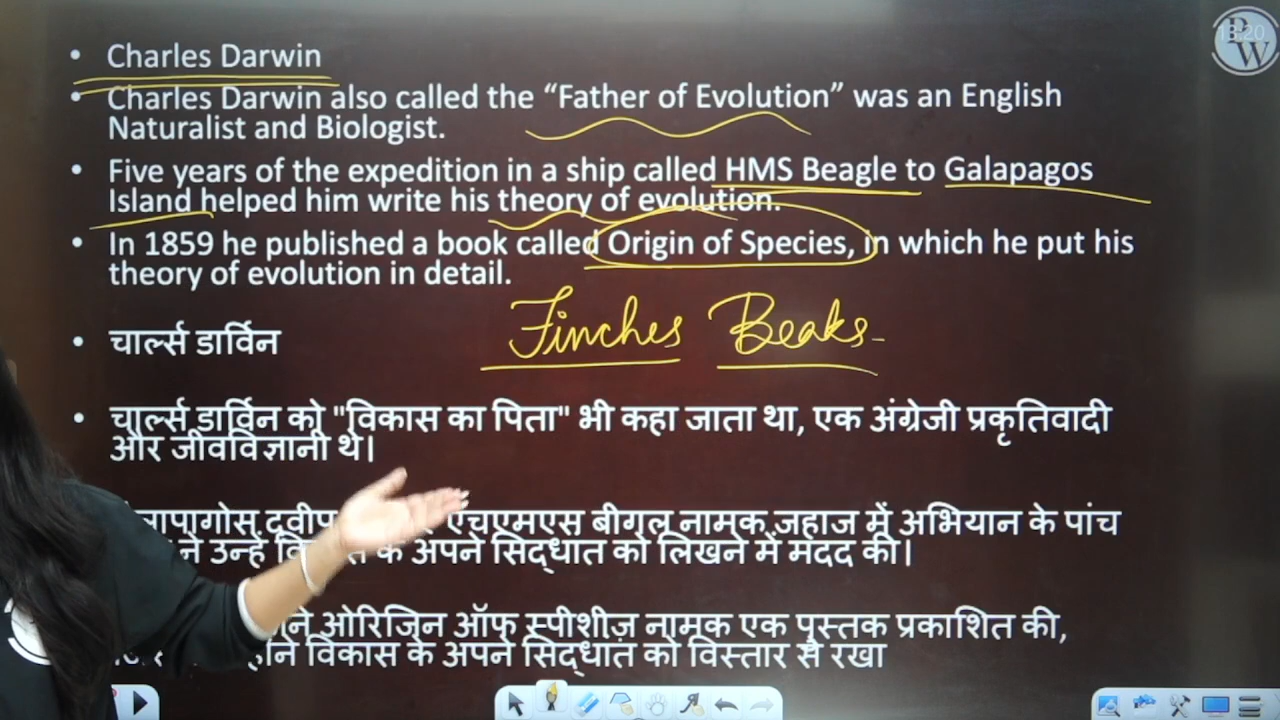 Charles Darwin
Charles Darwin also called the “Father of Evolution” was an English
Naturalist and Biologist.
Five years of the expedition in a ship called HMS Beagle to Galapagos
Island helped him write his theory of evolution.
In 1859 he published a book called Origin of Species, in which he put his
theory of evolution in detail.
Finches Beaks
चार्ल्स डार्विन
चार्ल्स डार्विन को "विकास का पिता" भी कहा जाता था, एक अंग्रेजी प्रकृतिवादी
और जीवविज्ञानी थे।
एचएमएस बीगल नामक जहाज में अभियान के पांच
ने उन्हें के अपने सिद्धांत को लिखने में मदद की।
ओरिजिन ऑफ स्पीशीज़ नामक एक पुस्तक प्रकाशित की,
विकास के अपने सिद्धांत को विस्तार से रखा
PW
13:20